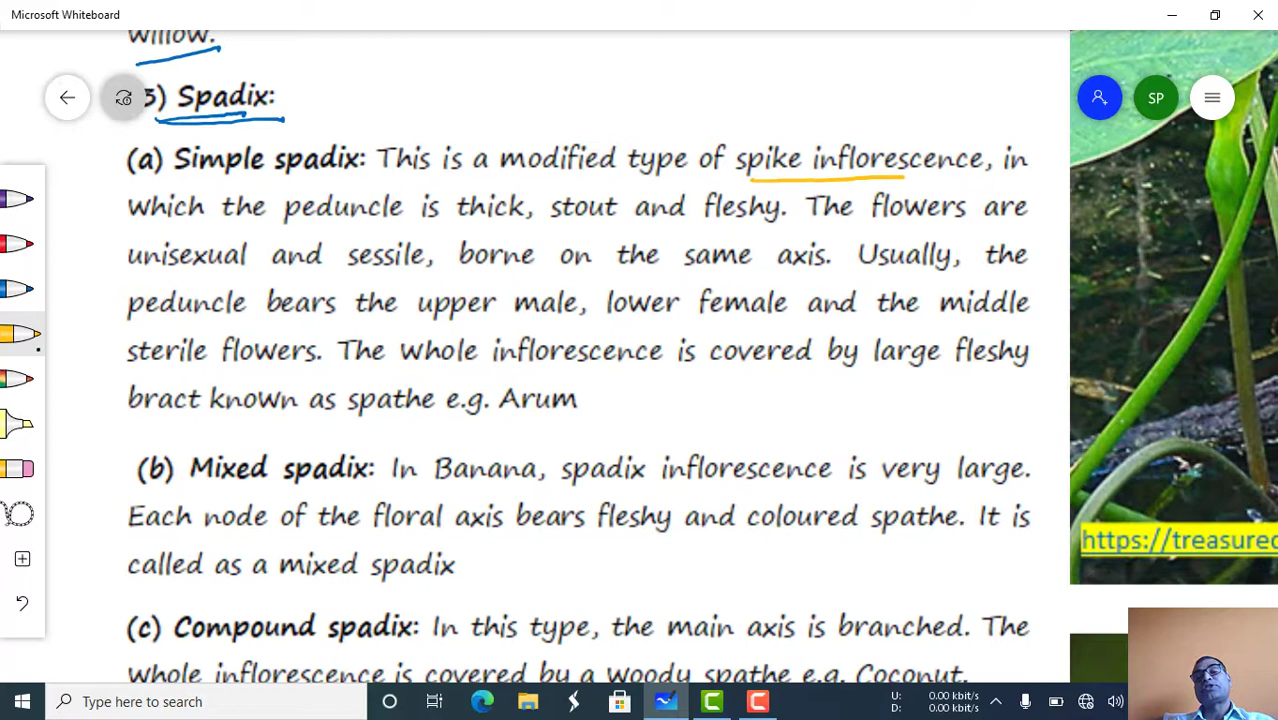 Microsoft Whiteboard
willow.
3) Spadix:
SP
(a) Simple spadix: This is a modified type of spike inflorescence, in
which the peduncle is thick, stout and fleshy. The flowers are
unisexual and sessile, borne on the same axis. Usually, the
peduncle bears the upper male, lower female and the middle
sterile flowers. The whole inflorescence is covered by large fleshy
bract known as spathe e.g. Arum
(b) Mixed spadix: In Banana, spadix inflorescence is very large.
Each node of the floral axis bears fleshy and coloured spathe. It is
called as a mixed spadix
https://treasured
(c) Compound spadix: In this type, the main axis is branched. The
whole inflorescence is covered by a woody spathe e.g. Coconut.
Type here to search
U: 0.00 kbit/s
D: 0.00 kbit/s